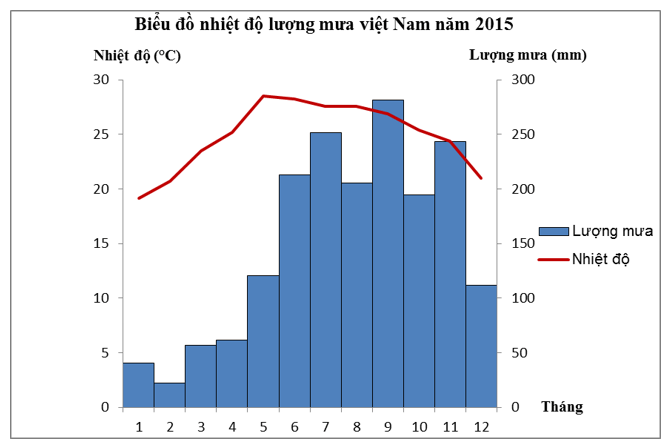 Biểu đồ nhiệt độ lượng mưa việt Nam năm 2015
Nhiệt độ (°C)
Lượng mưa (mm)
30
25
20
15
10
5
0
300
250
200
150
100
50
0
Lượng mưa
Nhiệt độ
Tháng
1 2 3 4 5 6 7 8 9 10 11 12